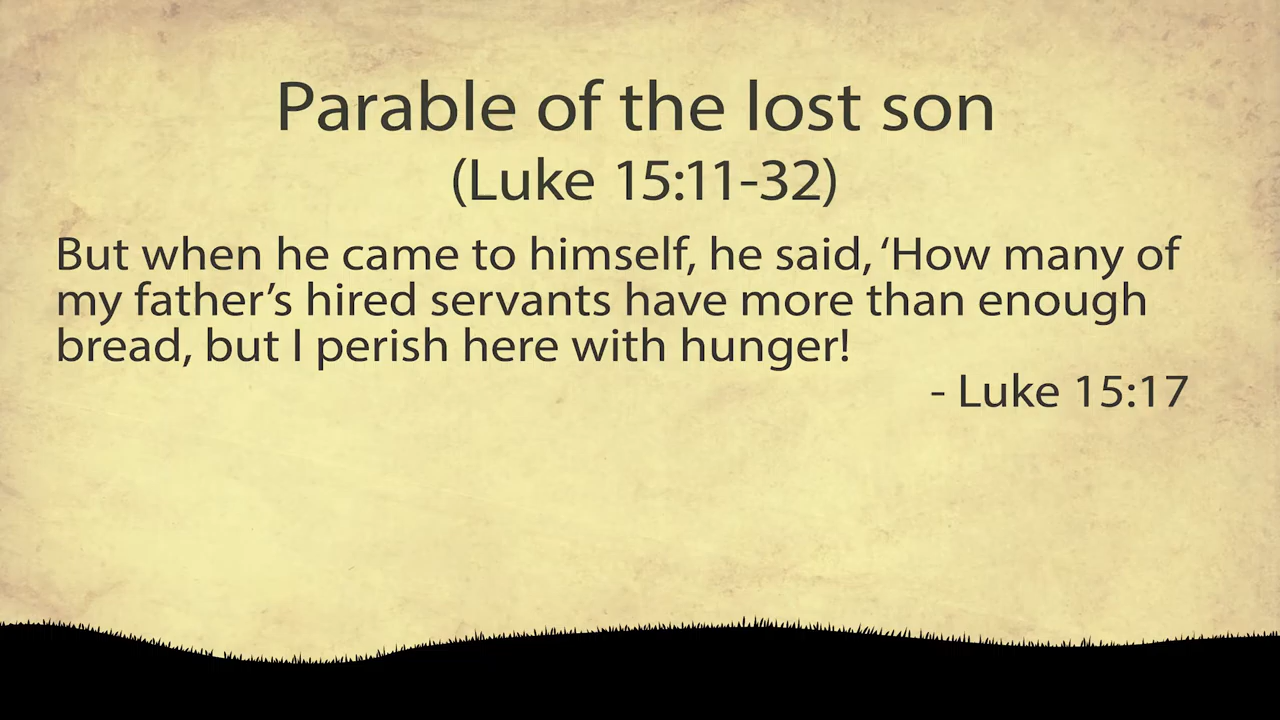 Parable of the lost son
(Luke 15:11-32)
But when he came to himself, he said, ‘How many of
my father’s hired servants have more than enough
bread, but I perish here with hunger!
- Luke 15:17